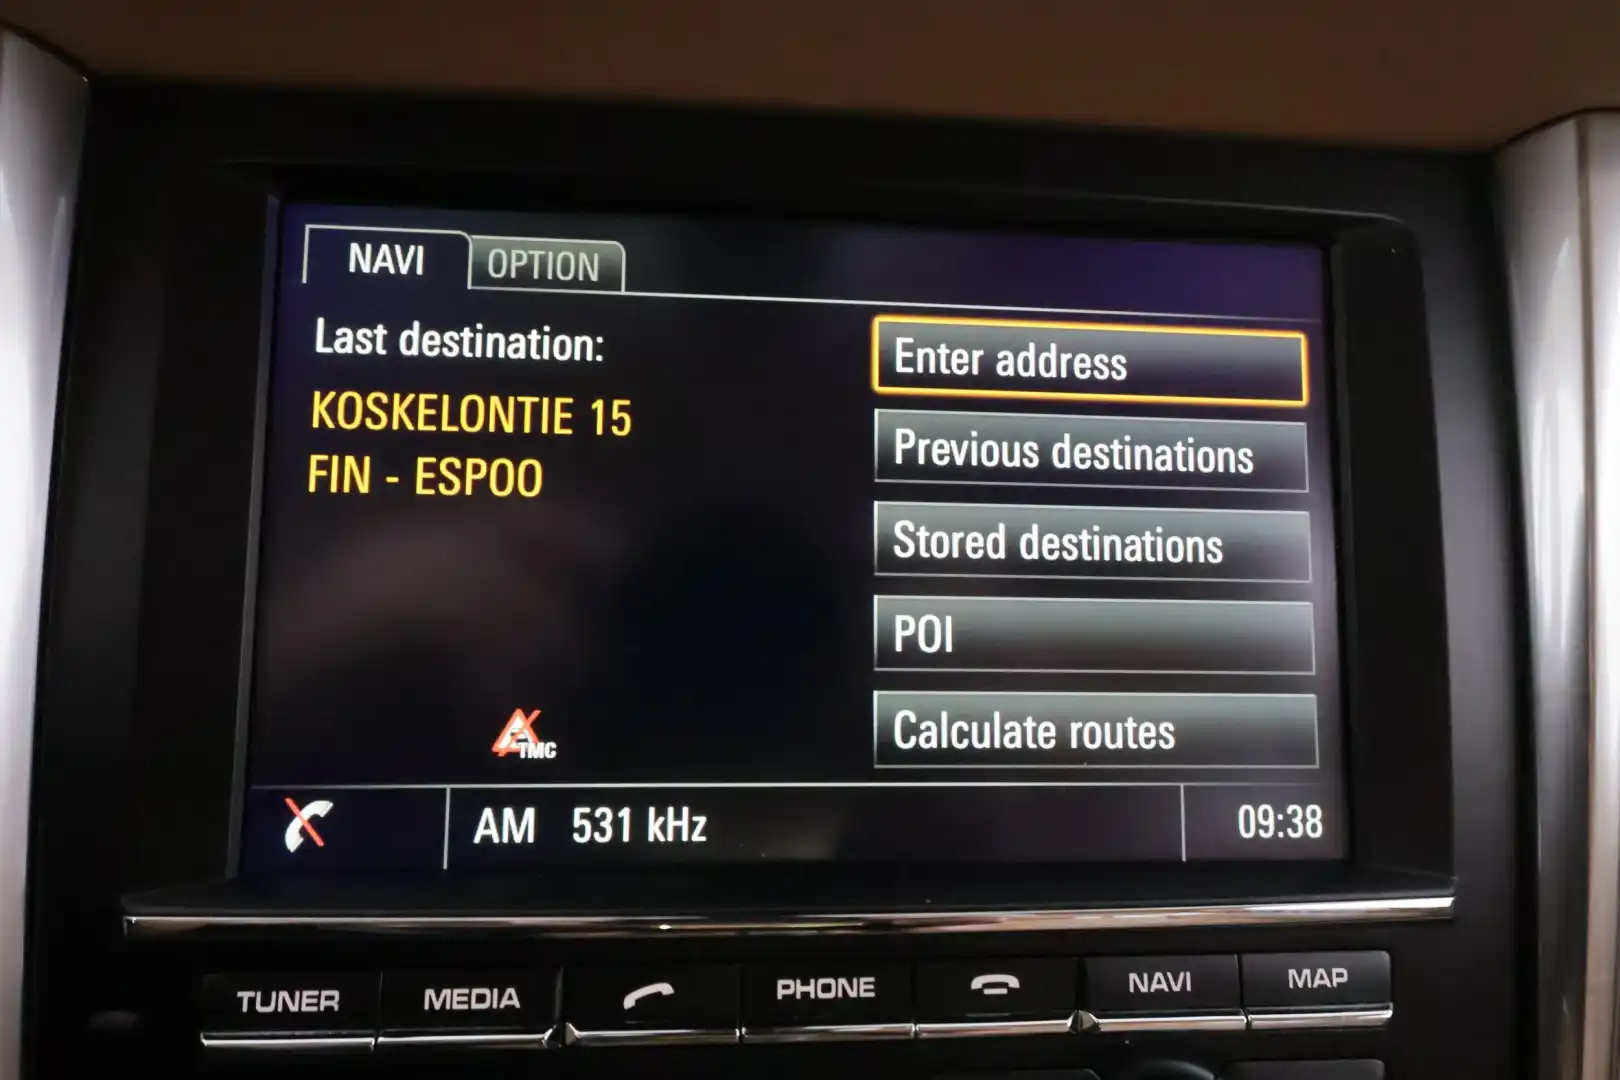 NAVI OPTION
Last destination:
KOSKELONTIE 15
FIN - ESPOO
Enter address
Previous destinations
Stored destinations
POI
Calculate routes
TMC
AM 531 kHz 09:38
TUNER MEDIA PHONE NAVI MAP